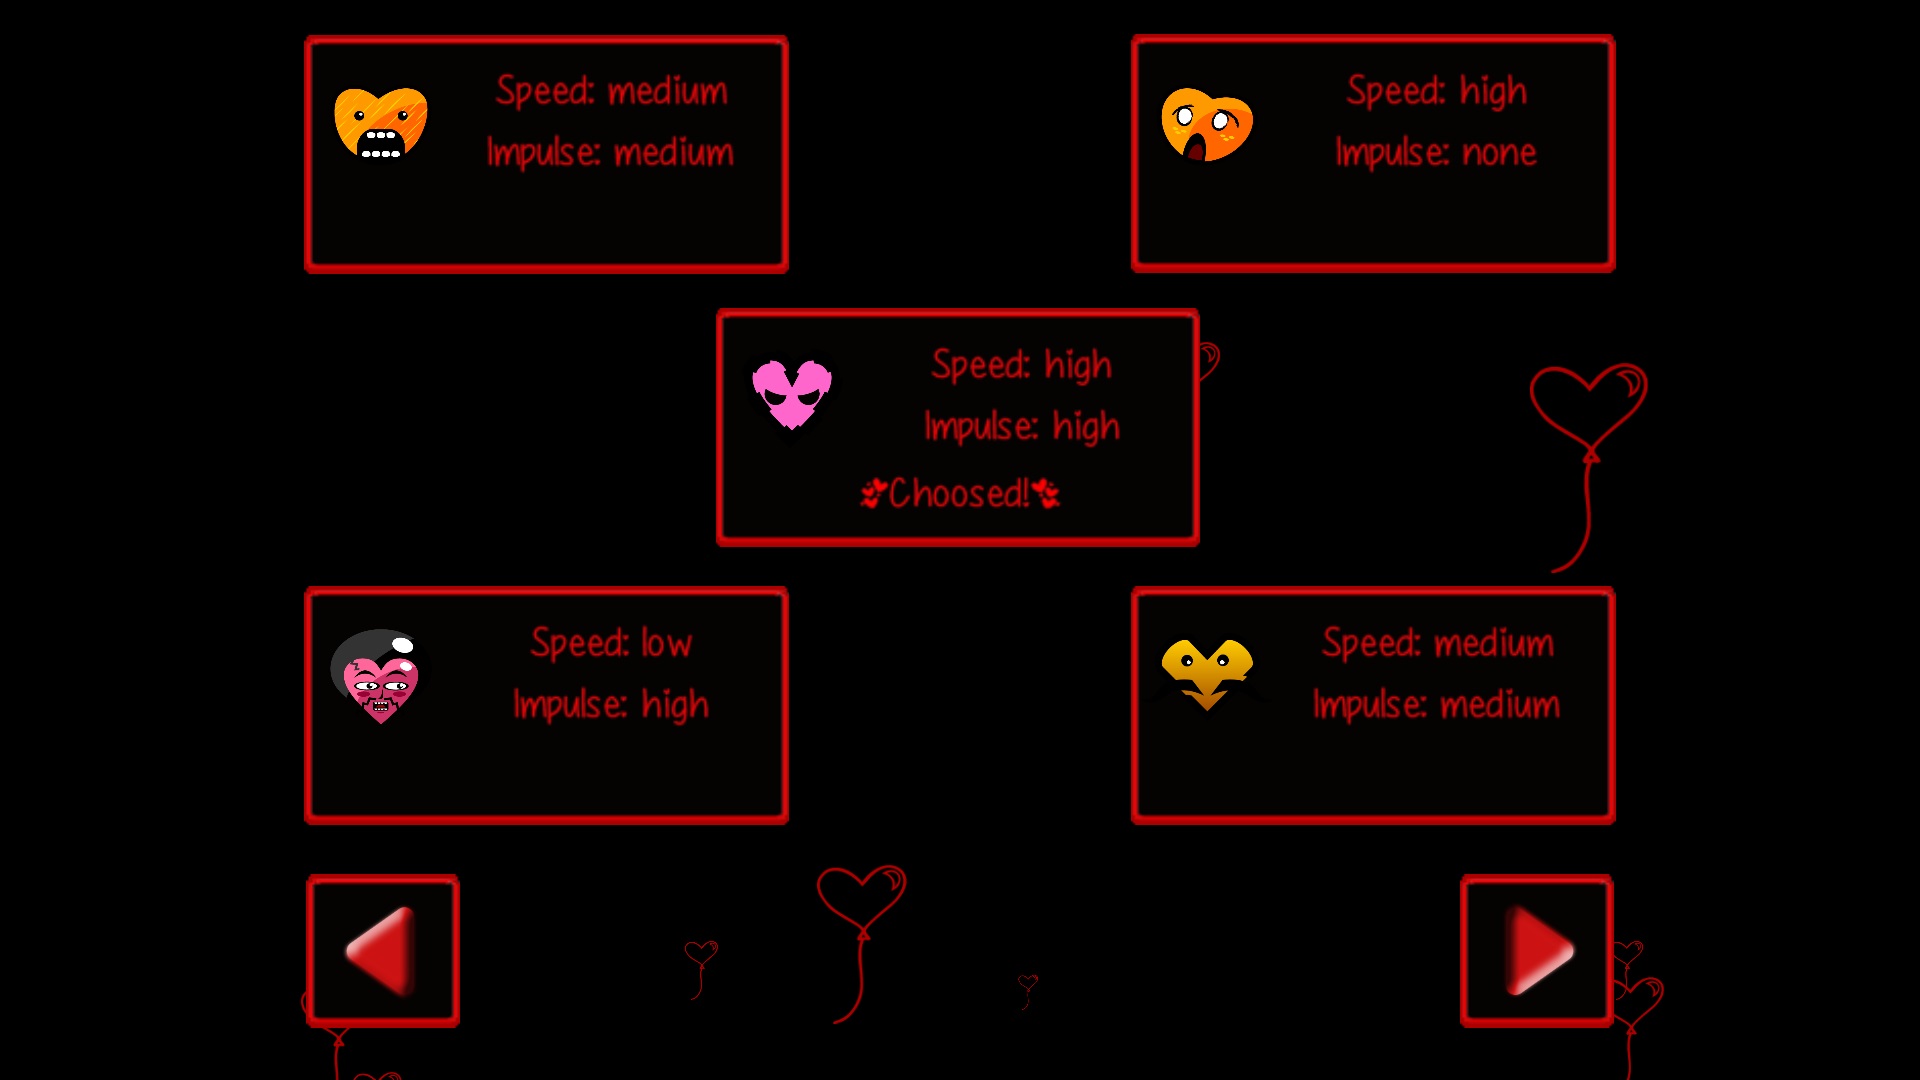 Speed: medium
Impulse: medium
Speed: high
Impulse: none
Speed: high
Impulse: high
Choosed!
Speed: low
Impulse: high
Speed: medium
Impulse: medium